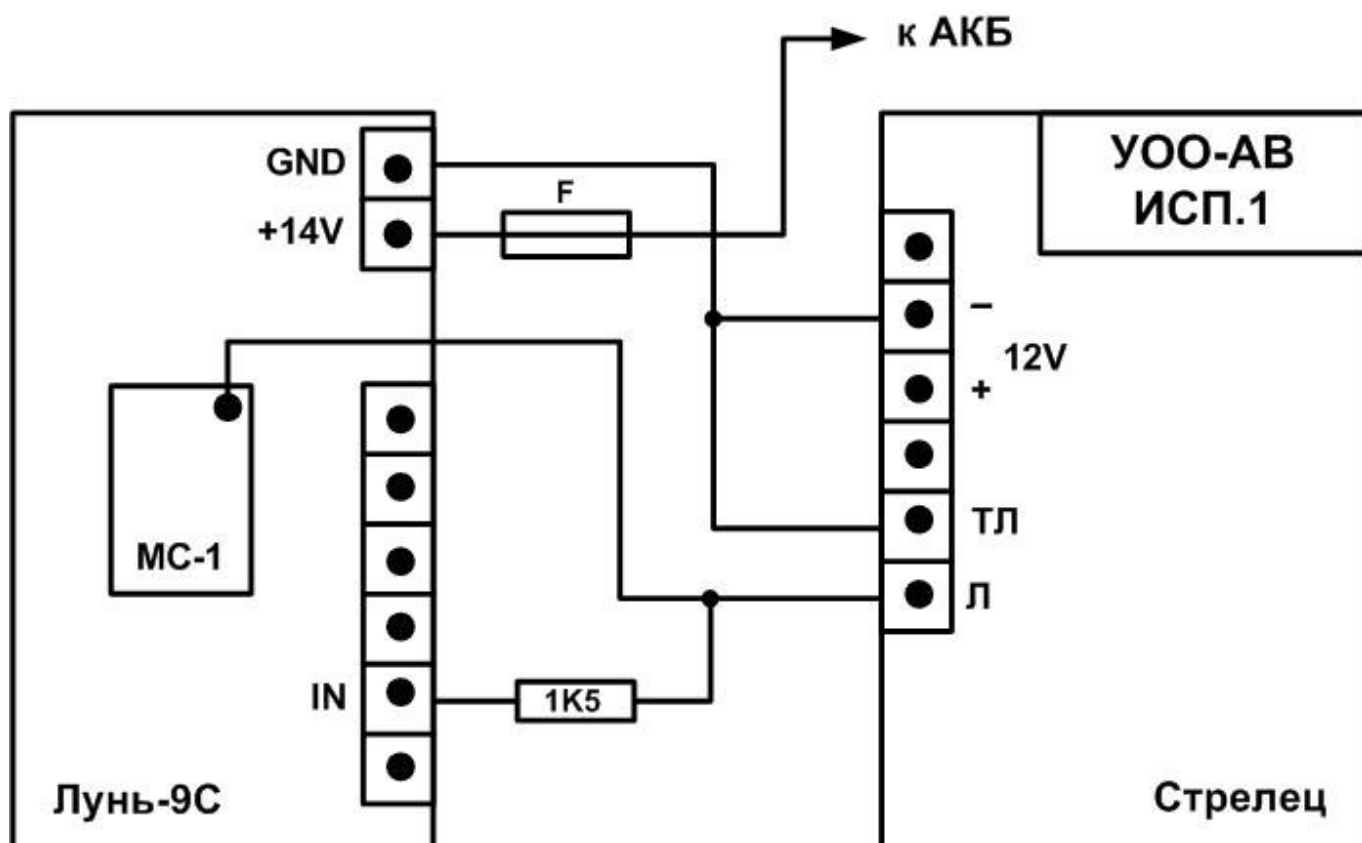 к АКБ
GND
F
+14V
УОО-АВ
ИСП.1
–
12V
+
МС-1
ТЛ
Л
IN
1K5
Лунь-9С
Стрелец